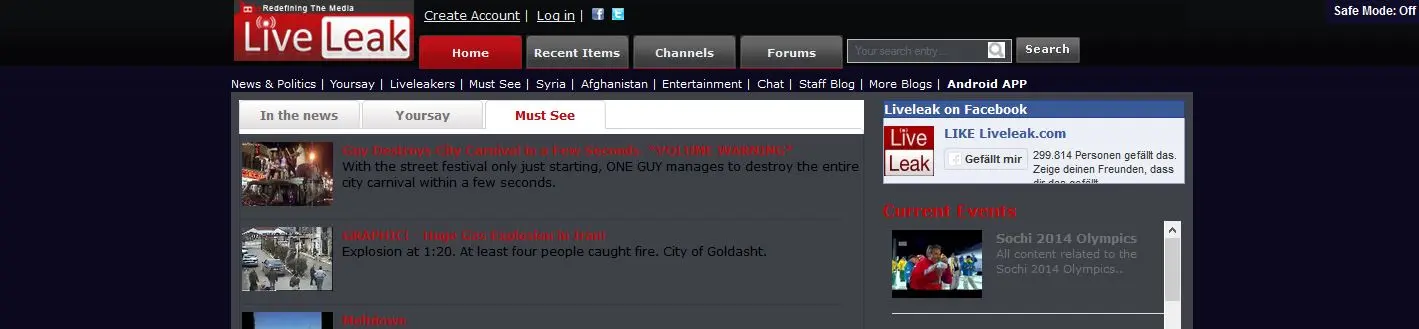 Redefining The Media
Live Leak
Create Account | Log in |
Safe Mode: Off
Home
Recent Items
Channels
Forums
Your search entry...
Search
News & Politics | Yoursay | Liveleakers | Must See | Syria | Afghanistan | Entertainment | Chat | Staff Blog | More Blogs | Android APP
In the news
Yoursay
Must See
Guy Destroys City Carnival in a Few Seconds. *VOLUME WARNING*
With the street festival only just starting, ONE GUY manages to destroy the entire
city carnival within a few seconds.
GRAPHIC! - Huge Gas Explosion in Iran
Explosion at 1:20. At least four people caught fire. City of Goldasht.
Liveleak on Facebook
Live
Leak
LIKE Liveleak.com
Gefällt mir
299.814 Personen gefällt das.
Zeige deinen Freunden, dass
dir das gefällt
Current Events
Sochi 2014 Olympics
All content related to the
Sochi 2014 Olympics..